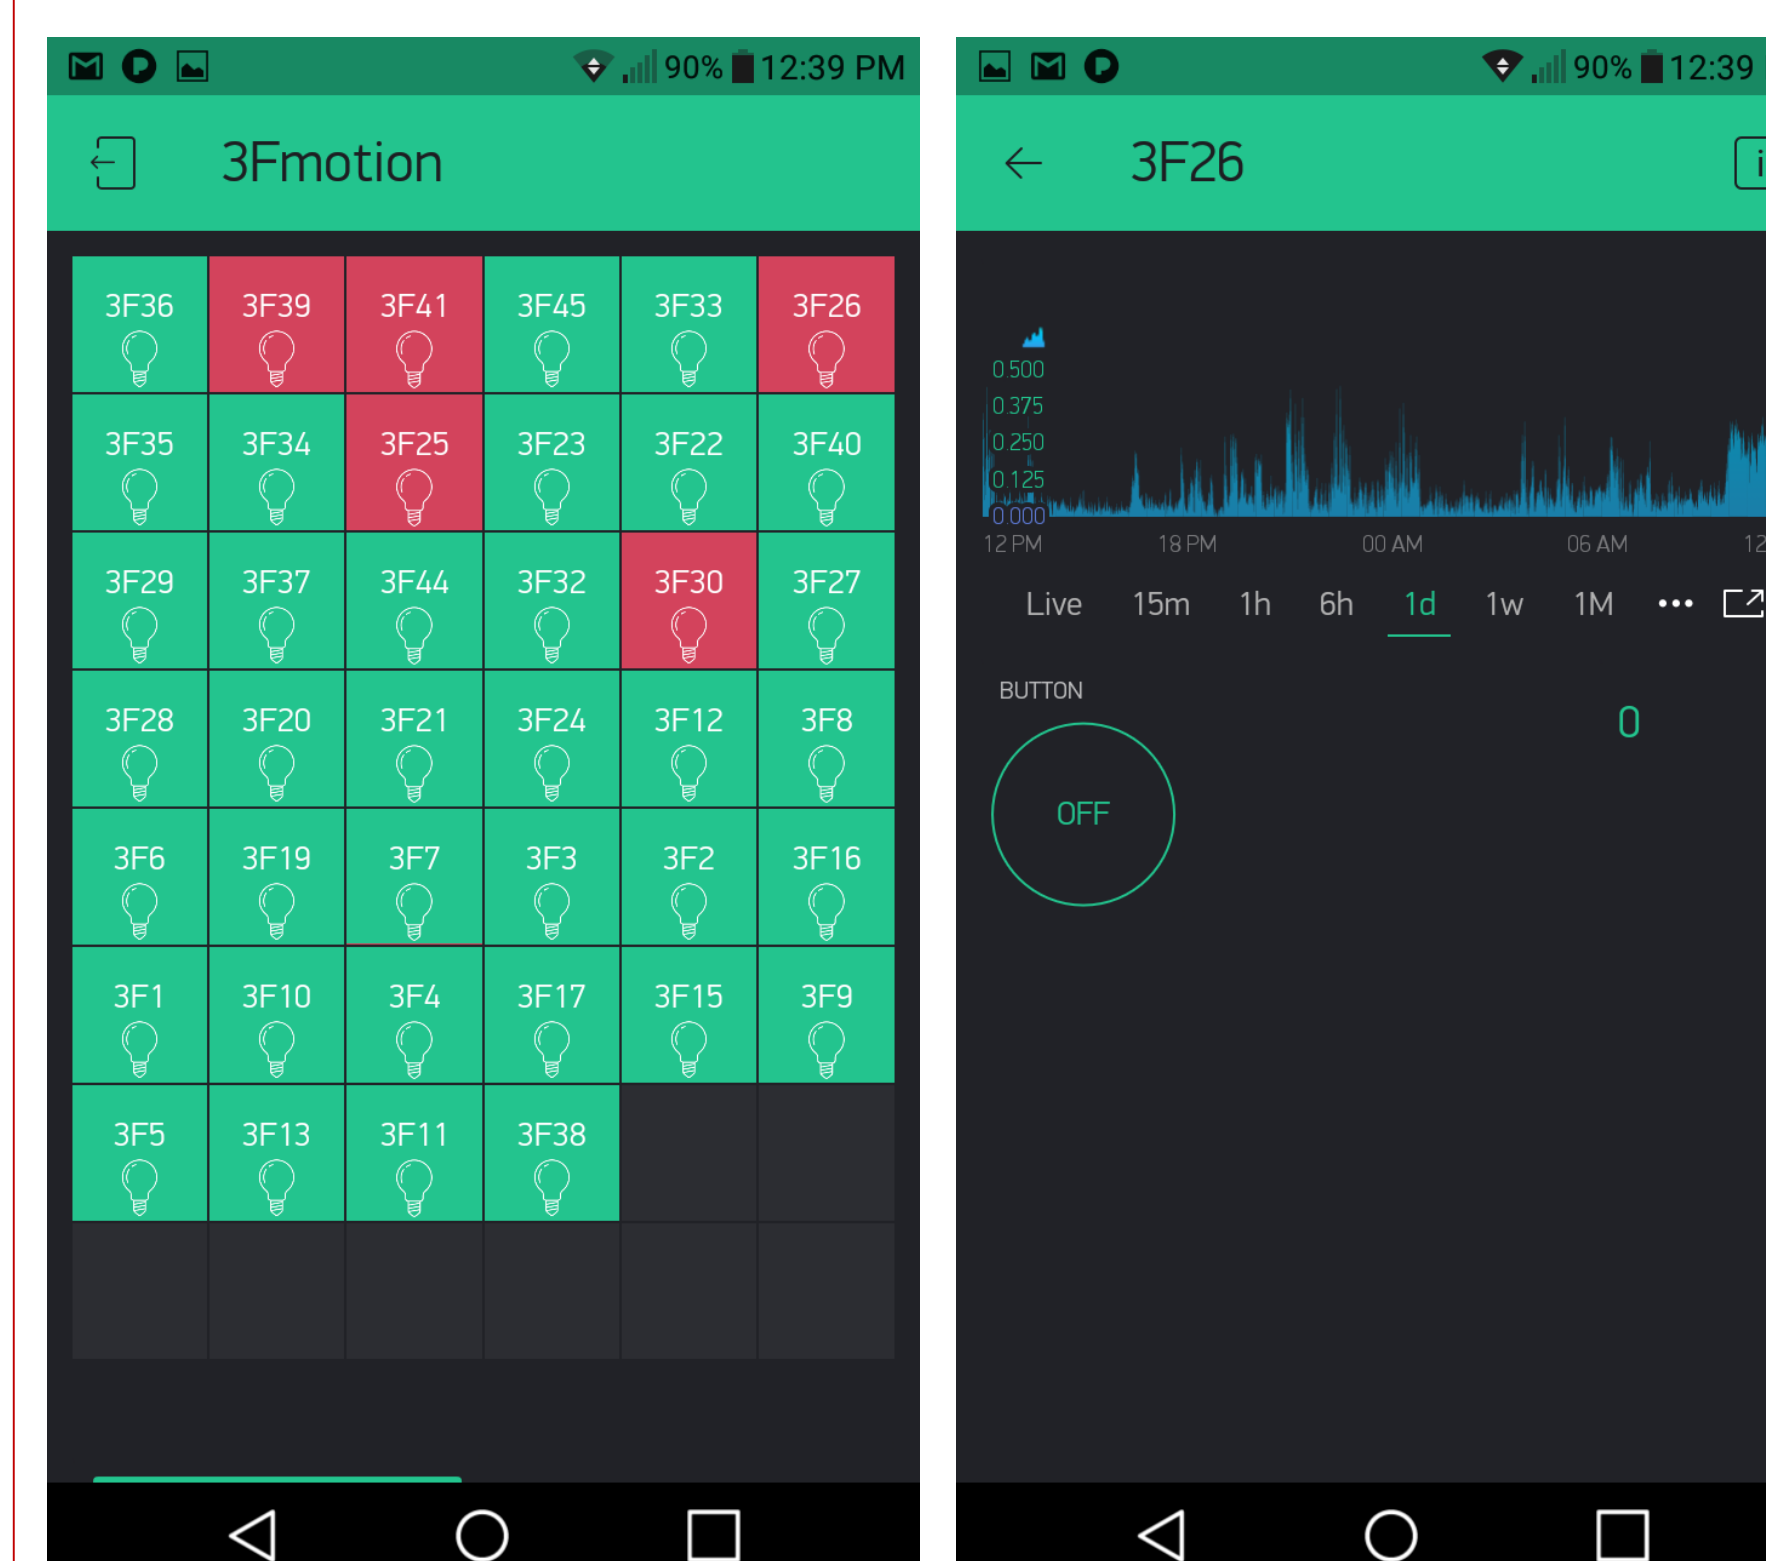 90% 12:39 PM
3Fmotion
3F36 3F39 3F41 3F45 3F33 3F26
3F35 3F34 3F25 3F23 3F22 3F40
3F29 3F37 3F44 3F32 3F30 3F27
3F28 3F20 3F21 3F24 3F12 3F8
3F6 3F19 3F7 3F3 3F2 3F16
3F1 3F10 3F4 3F17 3F15 3F9
3F5 3F13 3F11 3F38
90% 12:39
3F26 i
0.500
0.375
0.250
0.125
0.000
12 PM 18 PM 00 AM 06 AM 12
Live 15m 1h 6h 1d 1w 1M •••
BUTTON
0
OFF